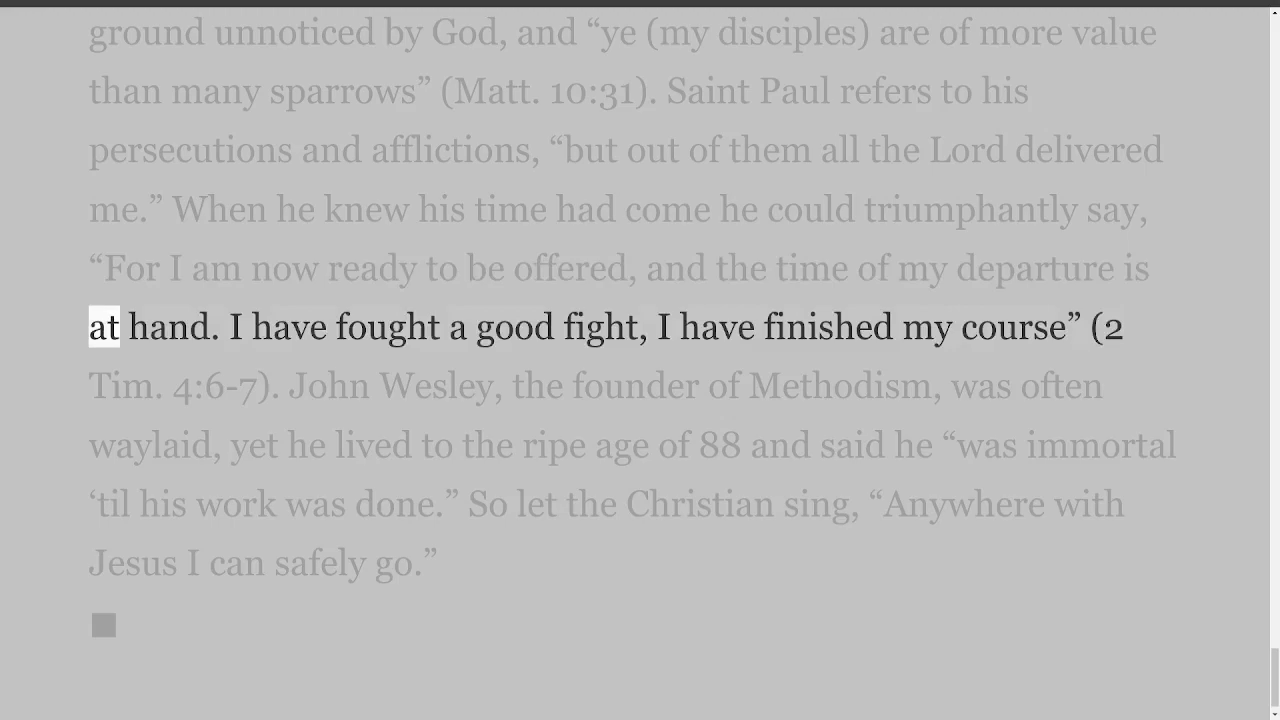 ground unnoticed by God, and “ye (my disciples) are of more value
than many sparrows” (Matt. 10:31). Saint Paul refers to his
persecutions and afflictions, “but out of them all the Lord delivered
me.” When he knew his time had come he could triumphantly say,
“For I am now ready to be offered, and the time of my departure is
at hand. I have fought a good fight, I have finished my course” (2
Tim. 4:6-7). John Wesley, the founder of Methodism, was often
waylaid, yet he lived to the ripe age of 88 and said he “was immortal
‘til his work was done.” So let the Christian sing, “Anywhere with
Jesus I can safely go.”